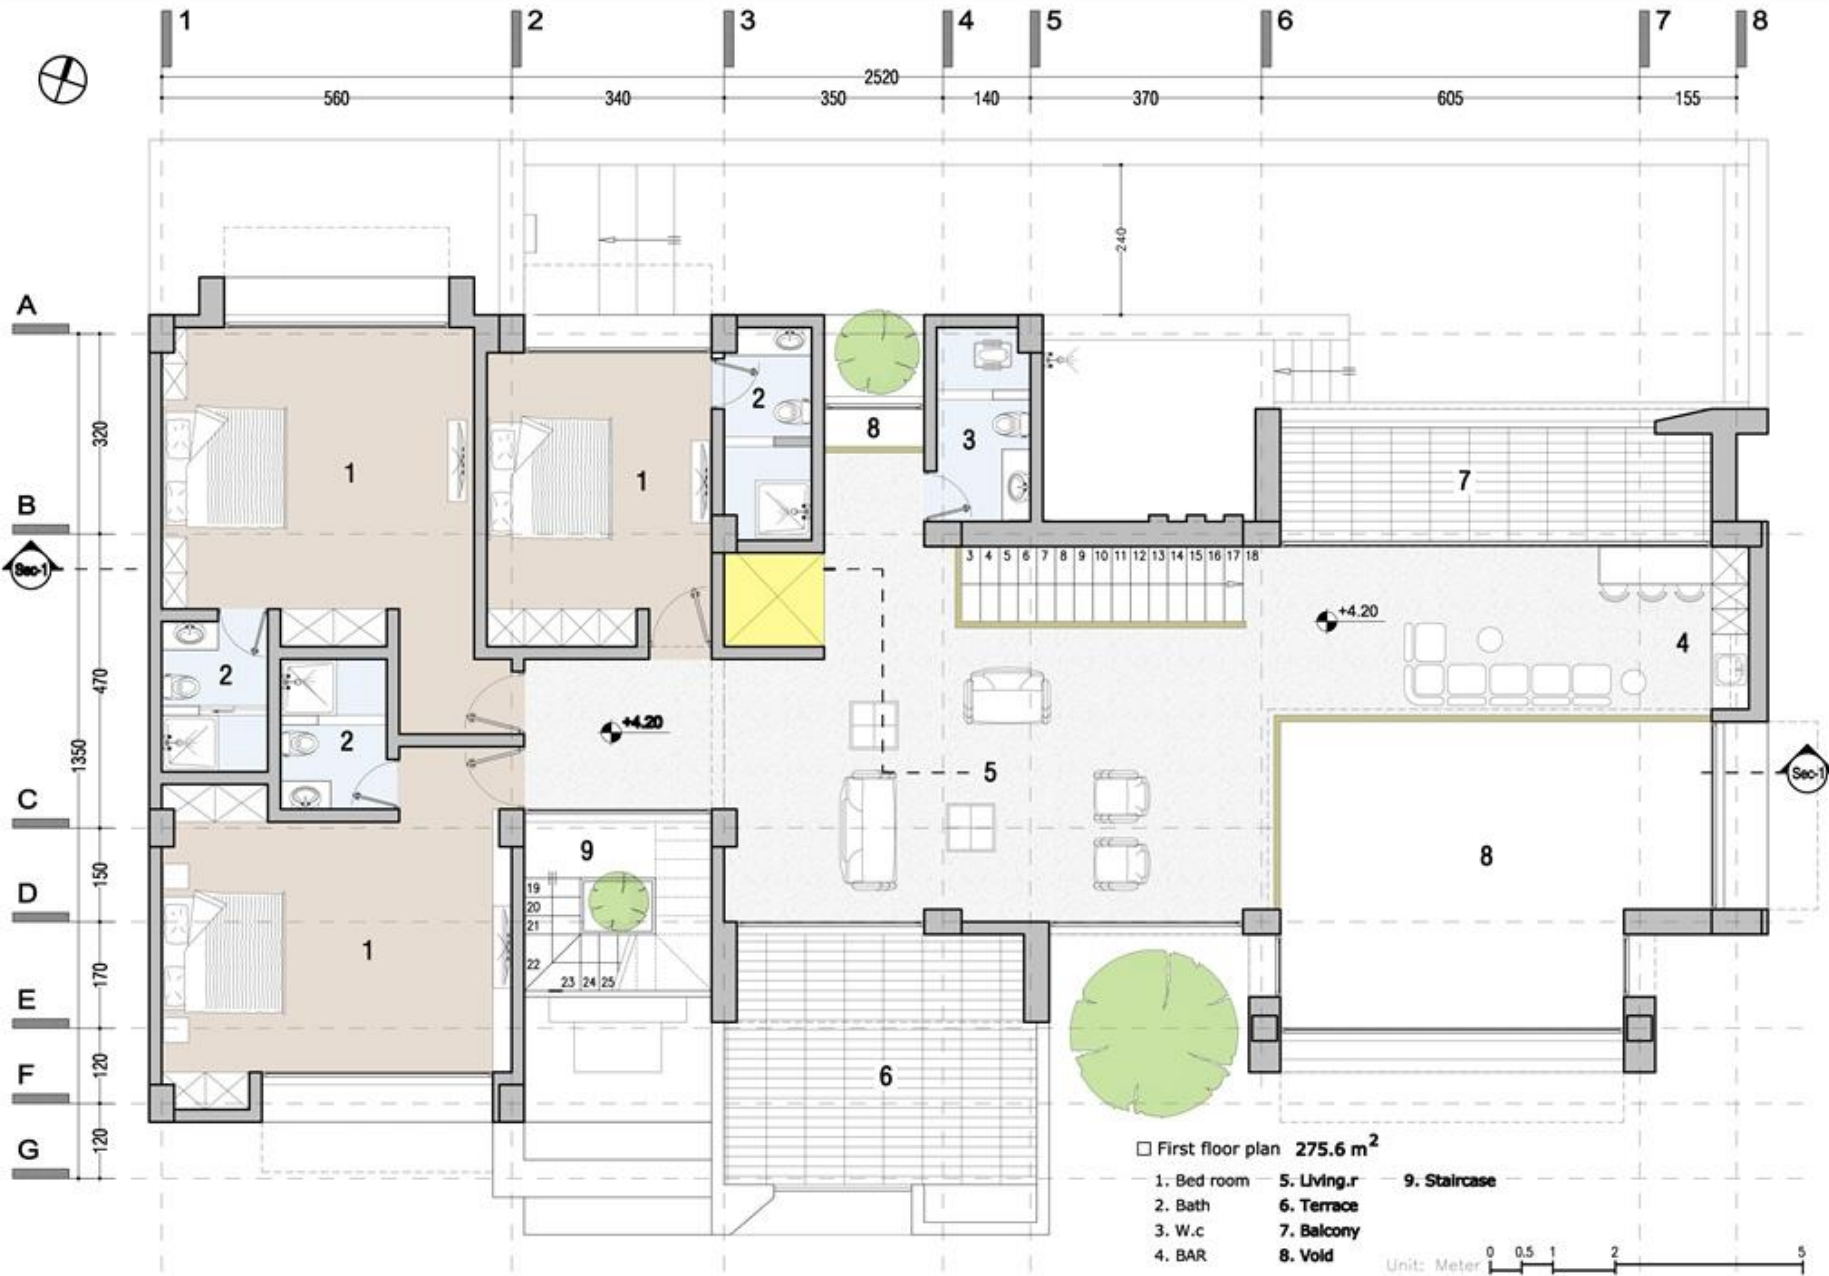 1 2 3 4 5 6 7 8
2520
560 340 350 140 370 605 155
240
A
320
B
Sec-1
470
1350
C
150
D
170
E
120
F
120
G
1
1
2
8
3
7
3 4 5 6 7 8 9 10 11 12 13 14 15 16 17 18
+4.20
4
2
2
+4.20
5
Sec-1
9
8
19
20
21
22
23 24 25
1
6
First floor plan 275.6 m²
1. Bed room 5. Living.r 9. Staircase
2. Bath 6. Terrace
3. W.c 7. Balcony
4. BAR 8. Void
Unit: Meter 0 0.5 1 2 5